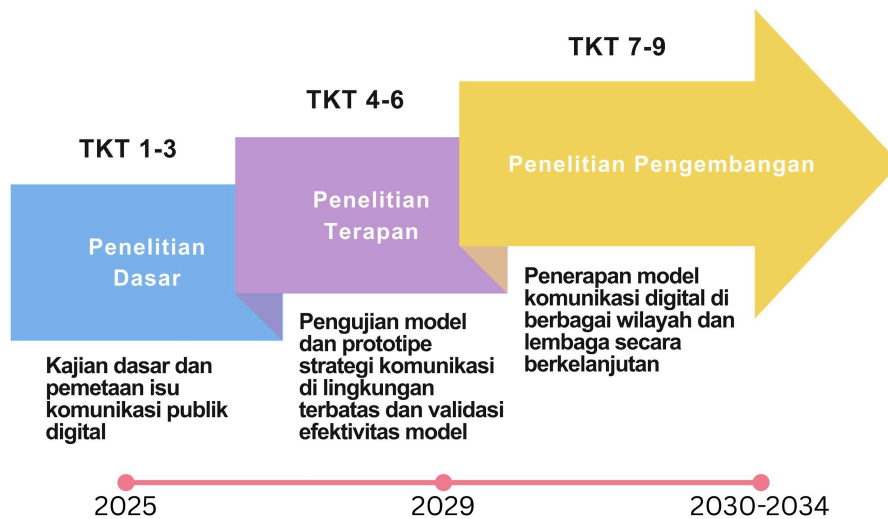 TKT 1-3
Penelitian
Dasar
Kajian dasar dan
pemetaan isu
komunikasi publik
digital
TKT 4-6
Penelitian
Terapan
Pengujian model
dan prototipe
strategi komunikasi
di lingkungan
terbatas dan validasi
efektivitas model
TKT 7-9
Penelitian Pengembangan
Penerapan model
komunikasi digital di
berbagai wilayah dan
lembaga secara
berkelanjutan
2025
2029
2030-2034